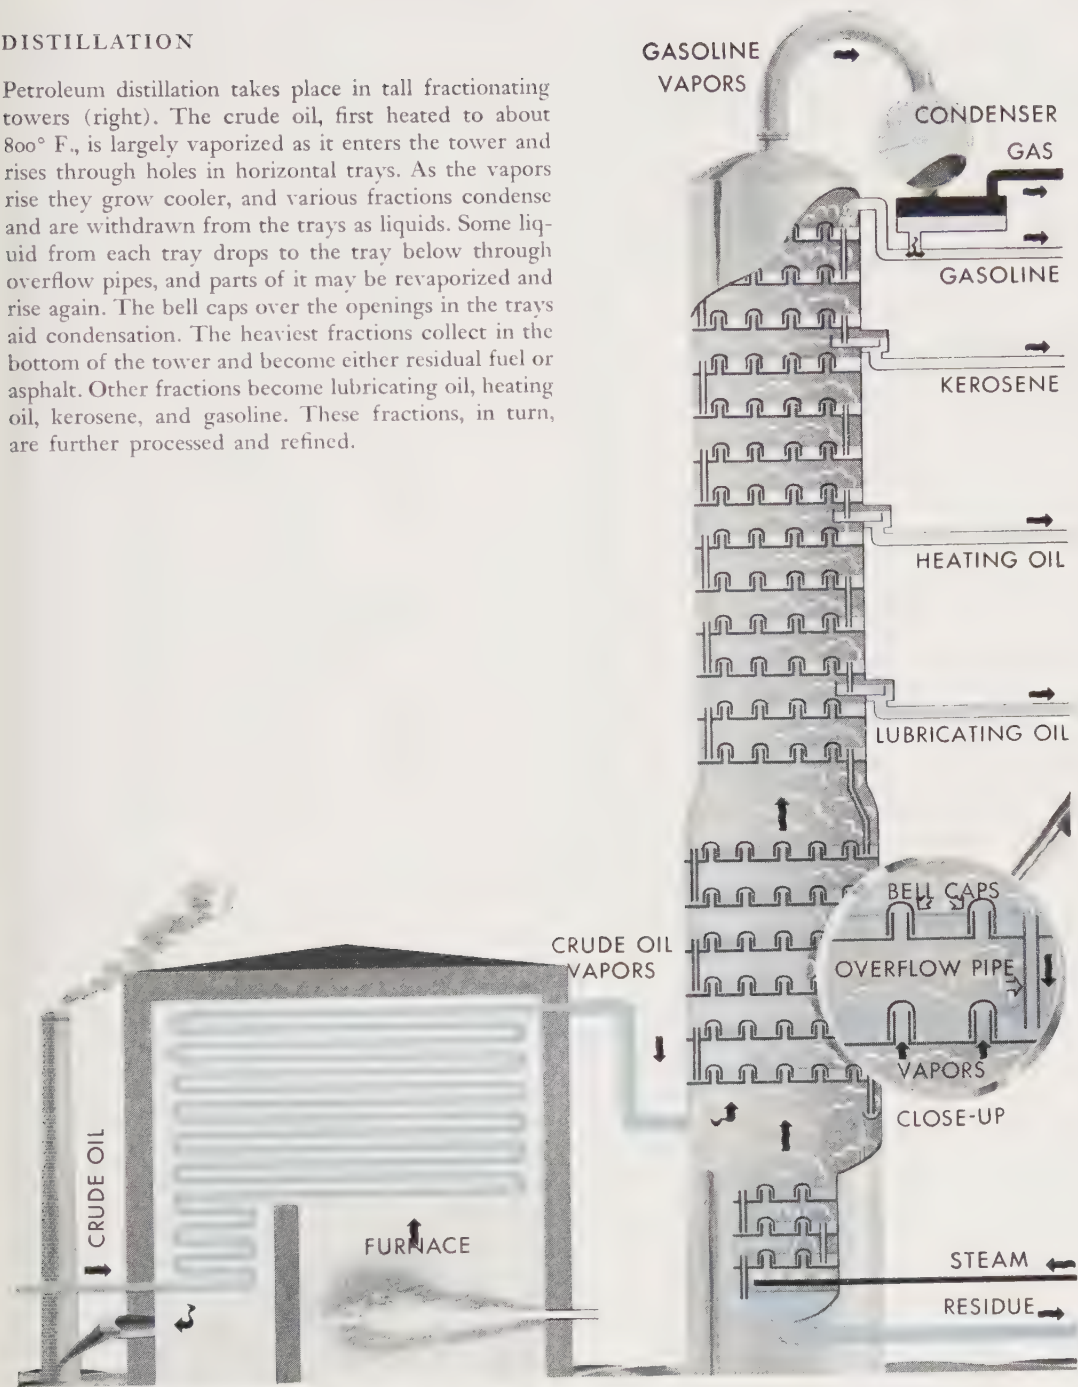 DISTILLATION
Petroleum distillation takes place in tall fractionating
towers (right). The crude oil, first heated to about
800° F., is largely vaporized as it enters the tower and
rises through holes in horizontal trays. As the vapors
rise they grow cooler, and various fractions condense
and are withdrawn from the trays as liquids. Some liq-
uid from each tray drops to the tray below through
overflow pipes, and parts of it may be revaporized and
rise again. The bell caps over the openings in the trays
aid condensation. The heaviest fractions collect in the
bottom of the tower and become either residual fuel or
asphalt. Other fractions become lubricating oil, heating
oil, kerosene, and gasoline. These fractions, in turn,
are further processed and refined.
GASOLINE
VAPORS
CONDENSER
GAS
GASOLINE
KEROSENE
HEATING OIL
LUBRICATING OIL
BELL CAPS
OVERFLOW PIPE
VAPORS
CLOSE-UP
CRUDE OIL
VAPORS
CRUDE OIL
FURNACE
STEAM
RESIDUE